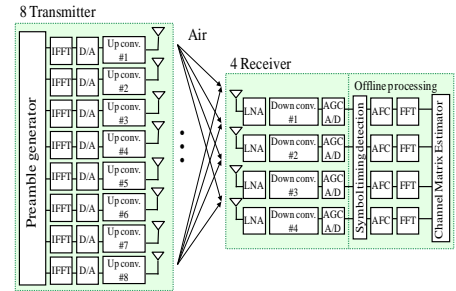 8 Transmitter
Preamble generator
IFFT D/A Up conv. #1
IFFT D/A Up conv. #2
IFFT D/A Up conv. #3
IFFT D/A Up conv. #4
IFFT D/A Up conv. #5
IFFT D/A Up conv. #6
IFFT D/A Up conv. #7
IFFT D/A Up conv. #8
Air
4 Receiver
Offline processing
LNA Down conv. #1 AGC A/D
LNA Down conv. #2 AGC A/D
LNA Down conv. #3 AGC A/D
LNA Down conv. #4 AGC A/D
Symbol timing detection
AFC FFT
AFC FFT
AFC FFT
AFC FFT
Channel Matrix Estimator